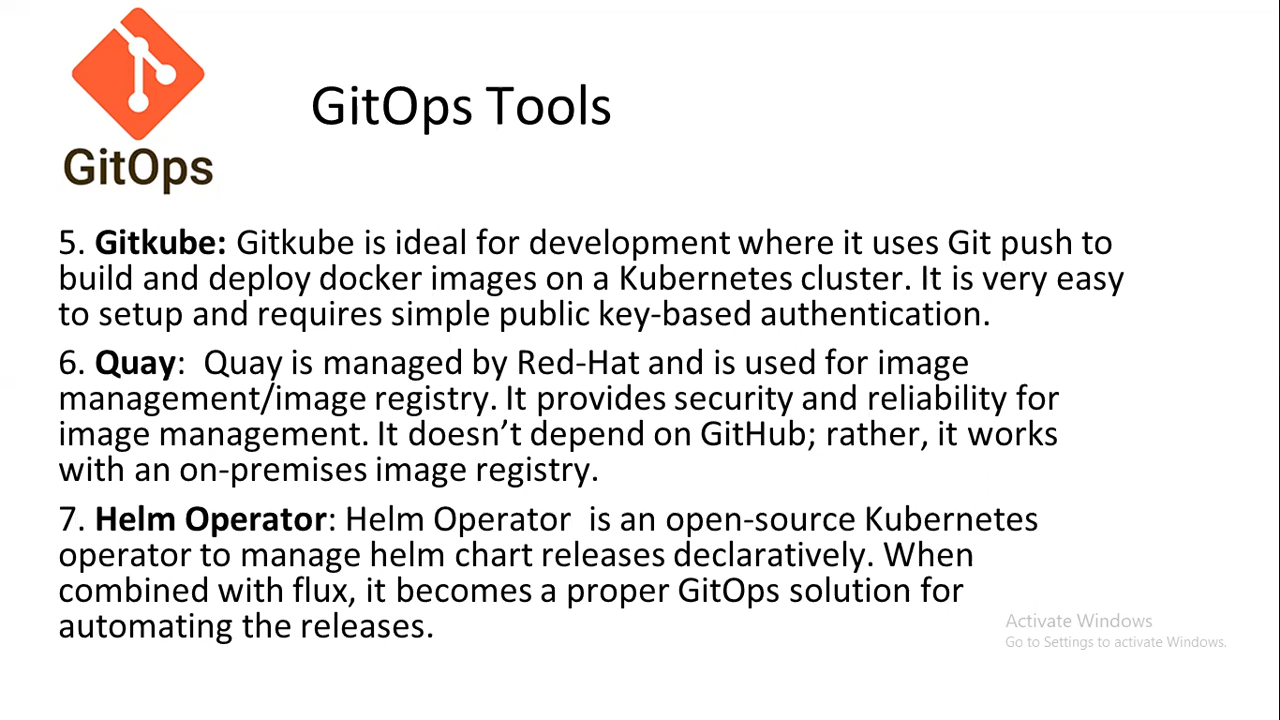 GitOps
GitOps Tools
5. Gitkube: Gitkube is ideal for development where it uses Git push to
build and deploy docker images on a Kubernetes cluster. It is very easy
to setup and requires simple public key-based authentication.
6. Quay:  Quay is managed by Red-Hat and is used for image
management/image registry. It provides security and reliability for
image management. It doesn’t depend on GitHub; rather, it works
with an on-premises image registry.
7. Helm Operator: Helm Operator  is an open-source Kubernetes
operator to manage helm chart releases declaratively. When
combined with flux, it becomes a proper GitOps solution for
automating the releases.
Activate Windows
Go to Settings to activate Windows.